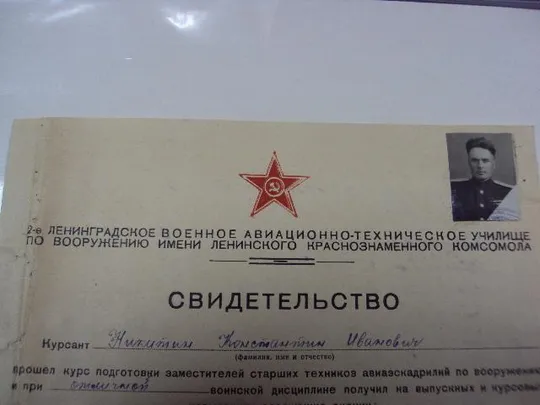 2-е ЛЕНИНГРАДСКОЕ ВОЕННОЕ АВИАЦИОННО-ТЕХНИЧЕСКОЕ УЧИЛИЩЕ
ПО ВООРУЖЕНИЮ ИМЕНИ ЛЕНИНСКОГО КРАСНОЗНАМЕННОГО КОМСОМОЛА
СВИДЕТЕЛЬСТВО
Курсант Никитин Константин Иванович
(фамилия, имя и отчество)
прошел курс подготовки заместителей старших техников авиаэскадрилий по вооружению
и при отличной воинской дисциплине получил на выпускных и курсовых